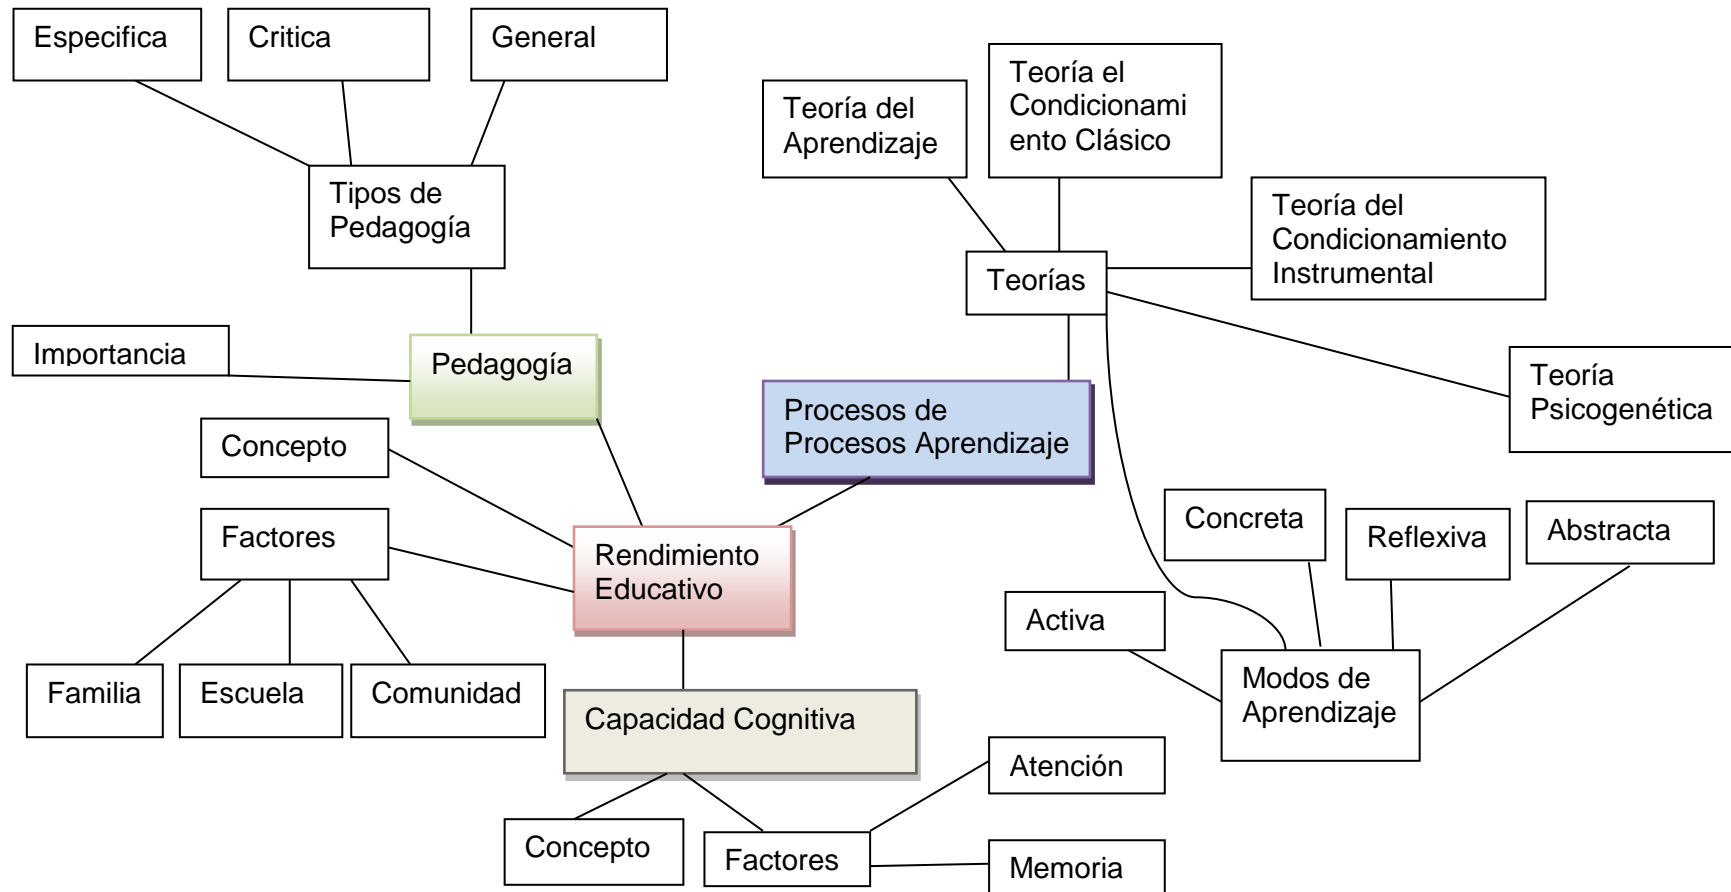 Especifica
Critica
General
Teoría del
Aprendizaje
Teoría el
Condicionami
ento Clásico
Tipos de
Pedagogía
Teoría del
Condicionamiento
Instrumental
Teorías
Importancia
Pedagogía
Teoría
Psicogenética
Procesos de
Procesos Aprendizaje
Concepto
Factores
Rendimiento
Educativo
Concreta
Reflexiva
Abstracta
Activa
Modos de
Aprendizaje
Familia
Escuela
Comunidad
Capacidad Cognitiva
Atención
Concepto
Factores
Memoria